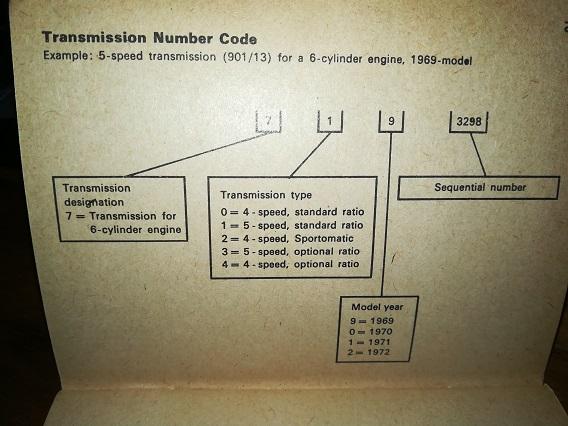 Transmission Number Code
Example: 5-speed transmission (901/13) for a 6-cylinder engine, 1969-model
7 1 9 3298
Transmission
designation
7 = Transmission for
6-cylinder engine
Transmission type
0 = 4 - speed, standard ratio
1 = 5 - speed, standard ratio
2 = 4 - speed, Sportomatic
3 = 5 - speed, optional ratio
4 = 4 - speed, optional ratio
Sequential number
Model year
9 = 1969
0 = 1970
1 = 1971
2 = 1972